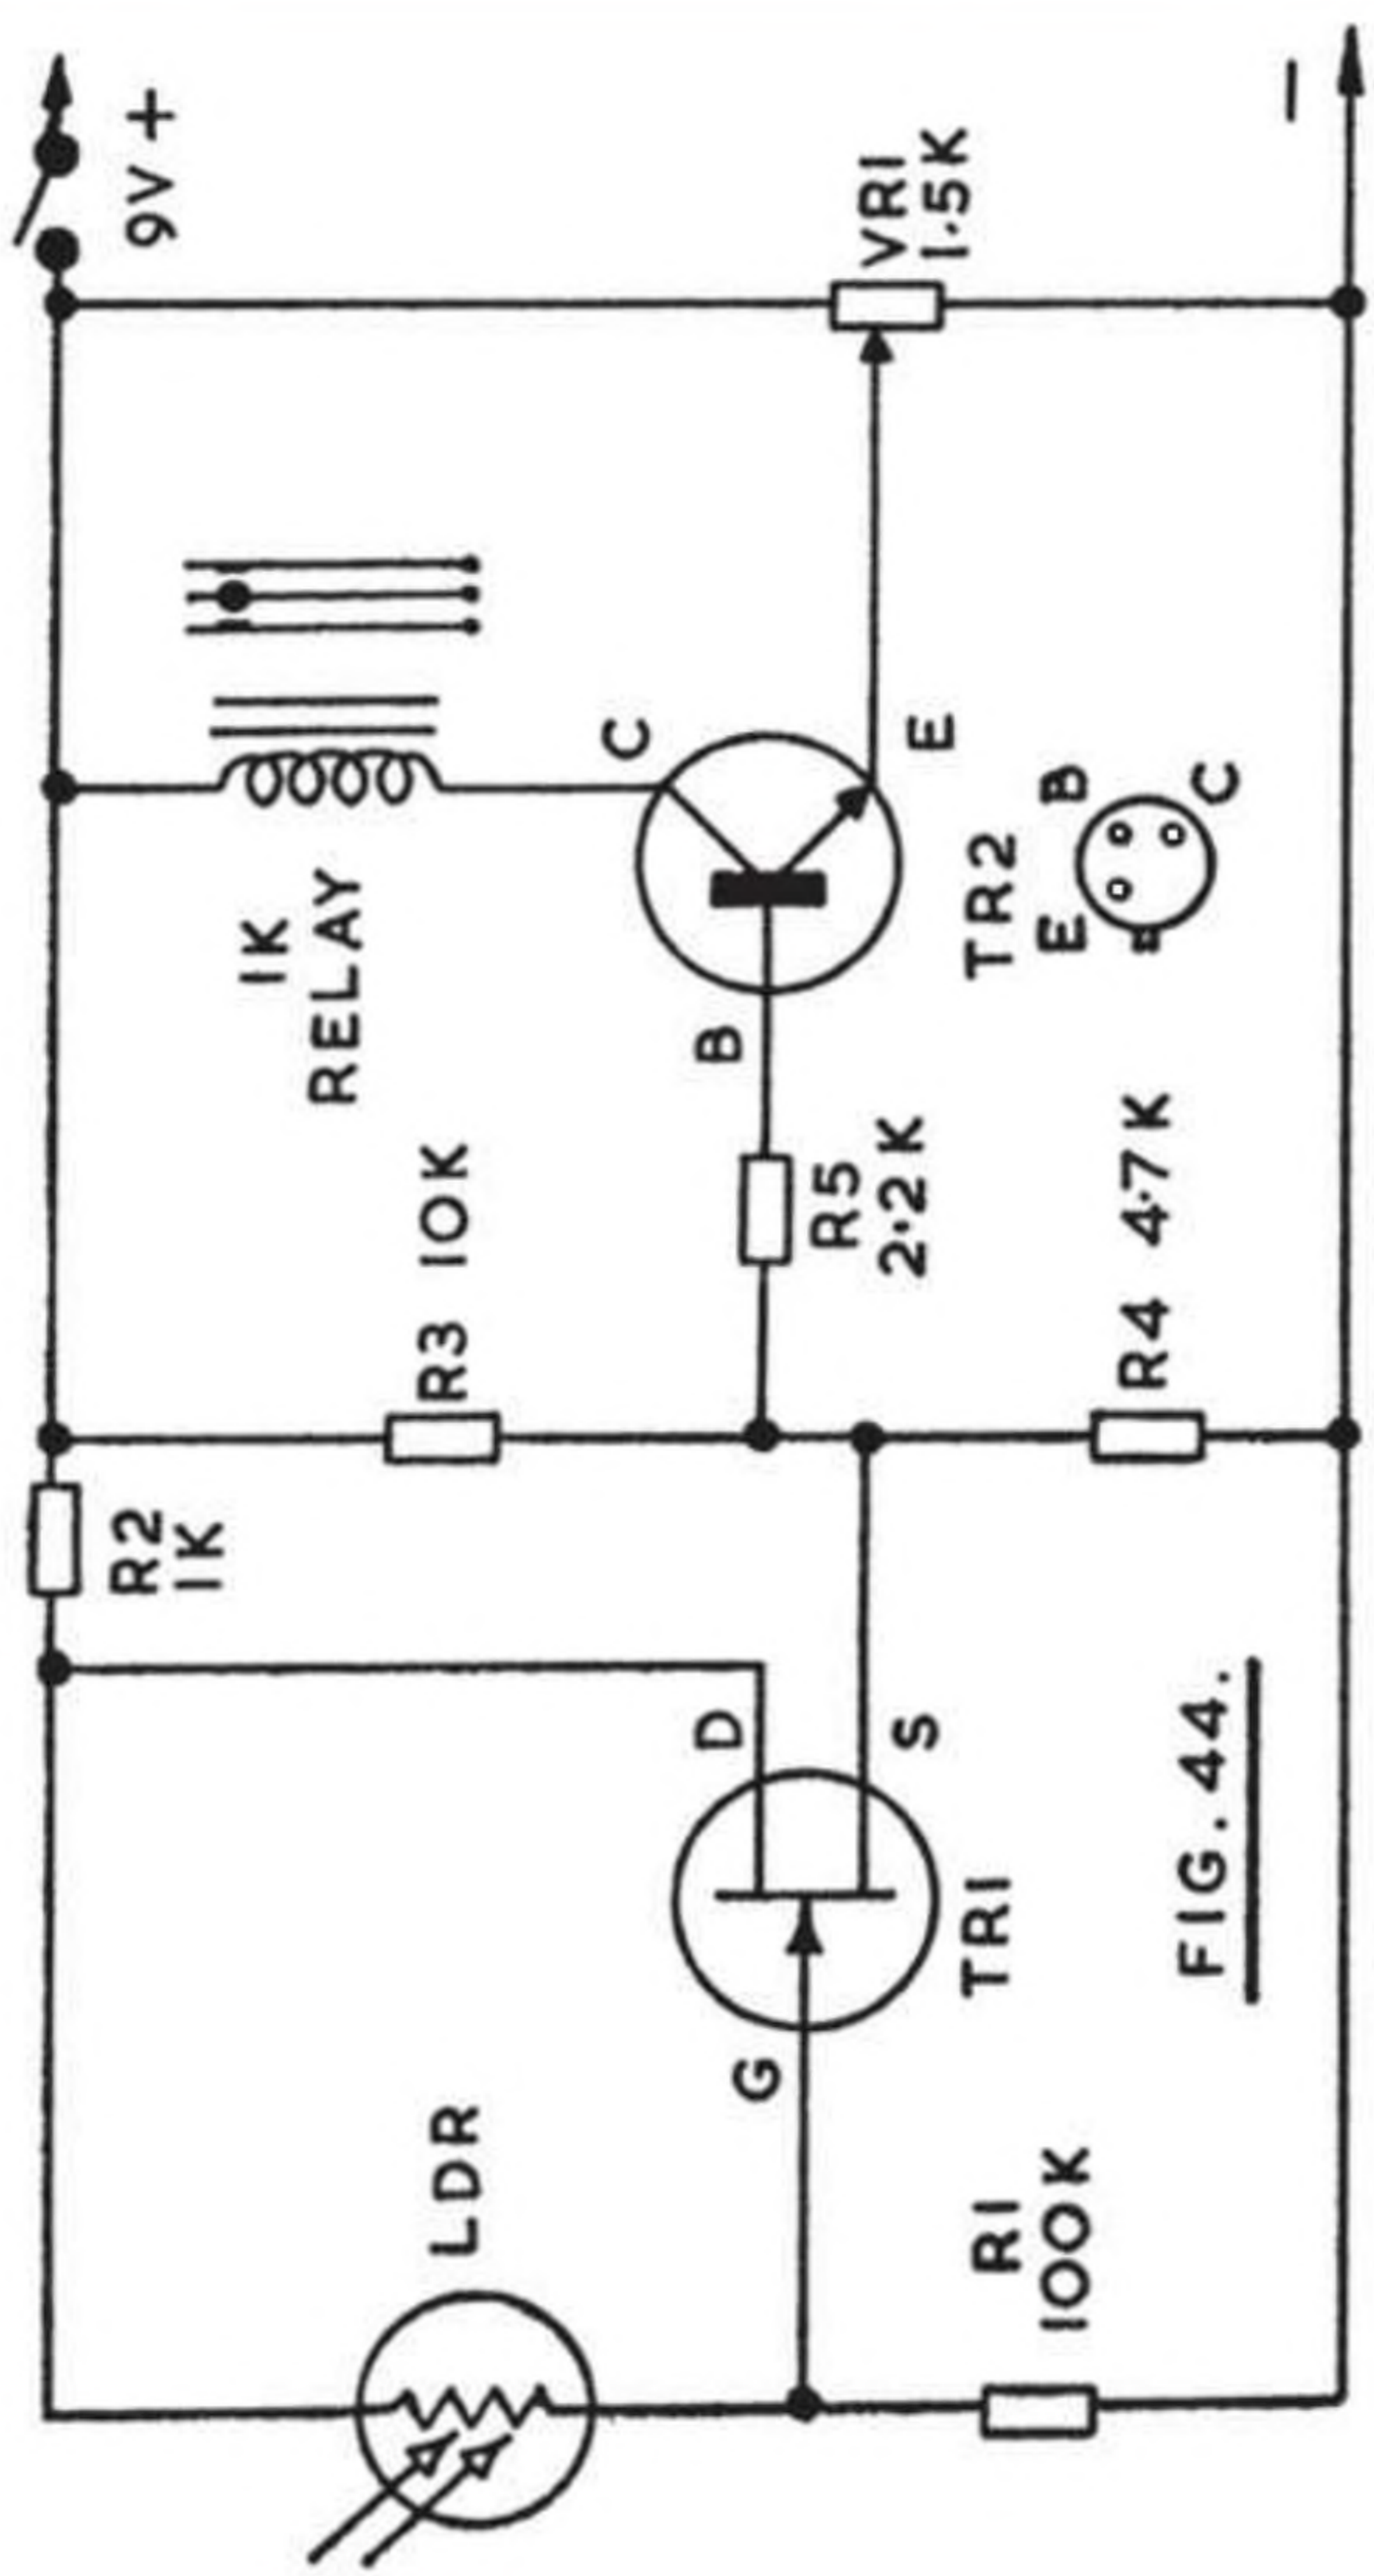 LDR
G
R1
100K
TR1
D
S
R2
1K
R3 10K
R4 4.7K
R5
2.2K
B
1K
RELAY
C
E
TR2
E
B
C
9V +
VR1
1.5K
–
FIG. 44.